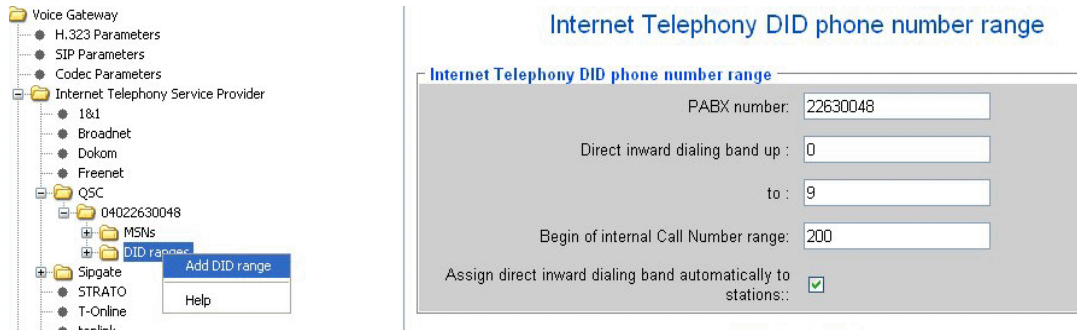 Voice Gateway
H.323 Parameters
SIP Parameters
Codec Parameters
Internet Telephony Service Provider
1&1
Broadnet
Dokom
Freenet
QSC
04022630048
MSNs
DID ranges
Add DID range
Help
Sipgate
STRATO
T-Online
Internet Telephony DID phone number range
Internet Telephony DID phone number range
PABX number: 22630048
Direct inward dialing band up : 0
to : 9
Begin of internal Call Number range: 200
Assign direct inward dialing band automatically to
stations::